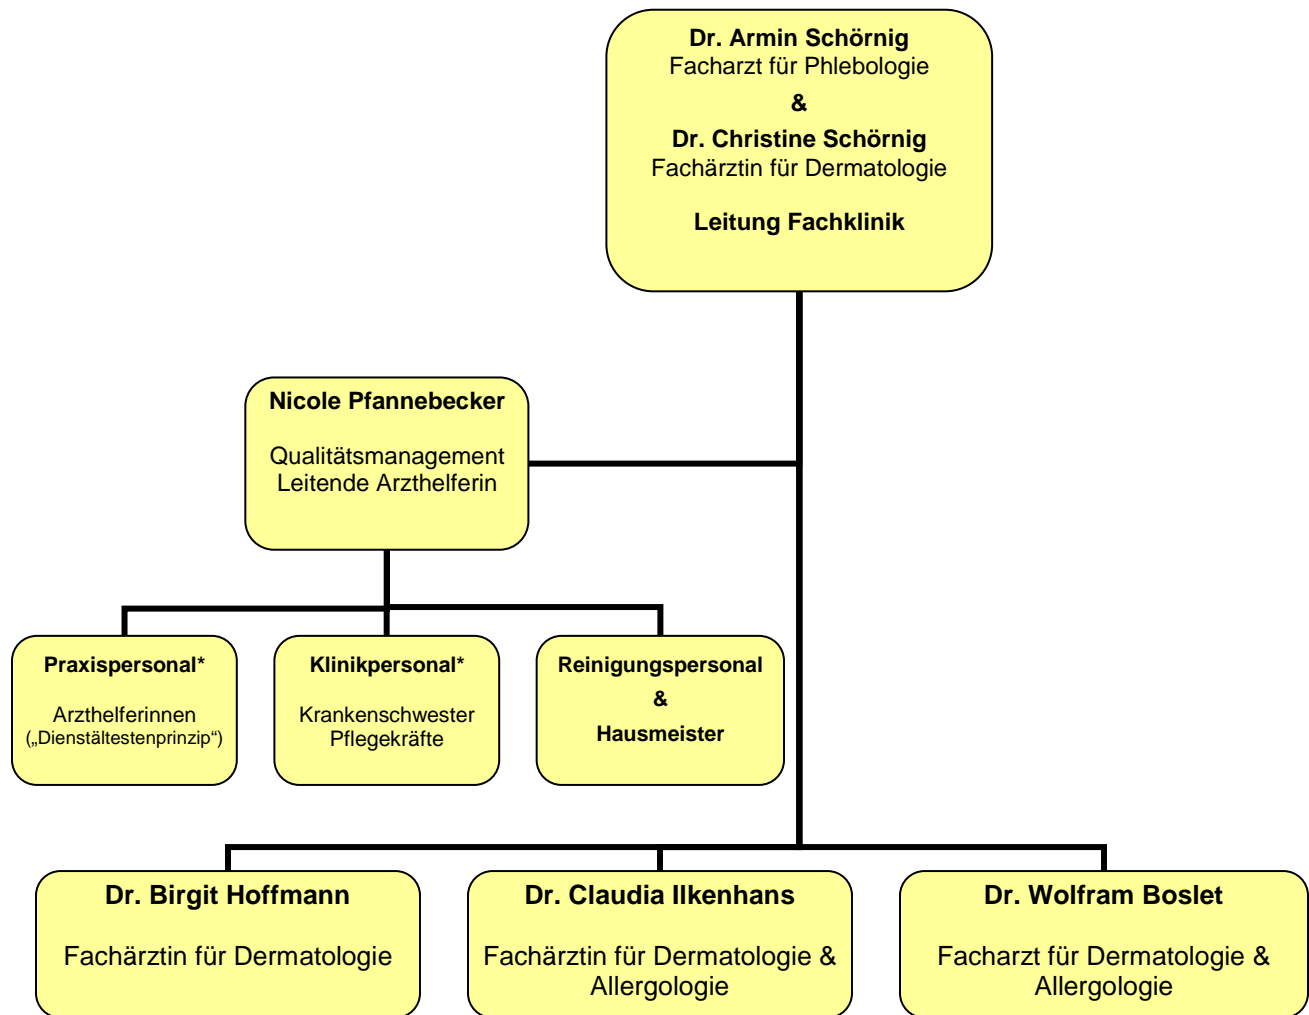 Dr. Armin Schörnig
Facharzt für Phlebologie
&
Dr. Christine Schörnig
Fachärztin für Dermatologie
Leitung Fachklinik
Nicole Pfannebecker
Qualitätsmanagement
Leitende Arzthelferin
Praxispersonal*
Arzthelferinnen
(„Dienstältestenprinzip“)
Klinikpersonal*
Krankenschwester
Pflegekräfte
Reinigungspersonal
&
Hausmeister
Dr. Birgit Hoffmann
Fachärztin für Dermatologie
Dr. Claudia Ilkenhans
Fachärztin für Dermatologie &
Allergologie
Dr. Wolfram Boslet
Facharzt für Dermatologie &
Allergologie